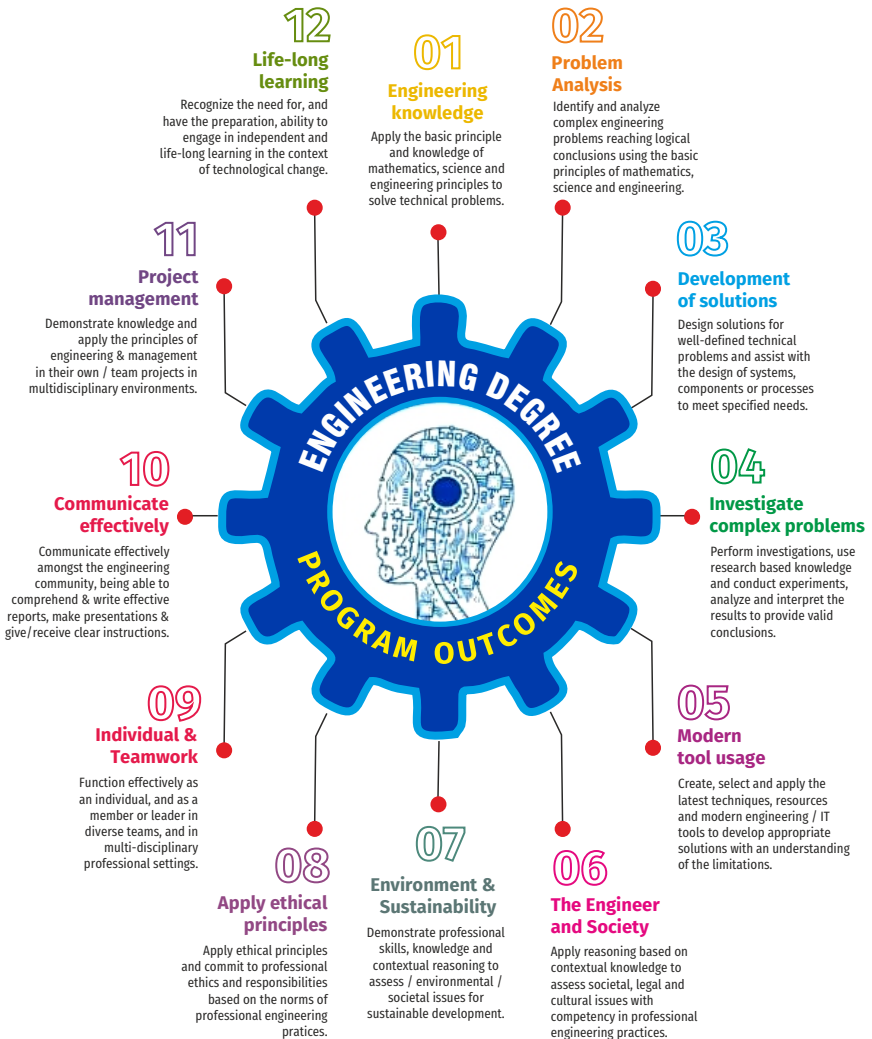 ENGINEERING DEGREE
PROGRAM OUTCOMES
01
Engineering
knowledge
Apply the basic principle
and knowledge of
mathematics, science and
engineering principles to
solve technical problems.
02
Problem
Analysis
Identify and analyze
complex engineering
problems reaching logical
conclusions using the basic
principles of mathematics,
science and engineering.
03
Development
of solutions
Design solutions for
well-defined technical
problems and assist with
the design of systems,
components or processes
to meet specified needs.
04
Investigate
complex problems
Perform investigations, use
research based knowledge
and conduct experiments,
analyze and interpret the
results to provide valid
conclusions.
05
Modern
tool usage
Create, select and apply the
latest techniques, resources
and modern engineering / IT
tools to develop appropriate
solutions with an understanding
of the limitations.
06
The Engineer
and Society
Apply reasoning based on
contextual knowledge to
assess societal, legal and
cultural issues with
competency in professional
engineering practices.
07
Environment &
Sustainability
Demonstrate professional
skills, knowledge and
contextual reasoning to
assess / environmental /
societal issues for
sustainable development.
08
Apply ethical
principles
Apply ethical principles
and commit to professional
ethics and responsibilities
based on the norms of
professional engineering
pratices.
09
Individual &
Teamwork
Function effectively as
an individual, and as a
member or leader in
diverse teams, and in
multi-disciplinary
professional settings.
10
Communicate
effectively
Communicate effectively
amongst the engineering
community, being able to
comprehend & write effective
reports, make presentations &
give/receive clear instructions.
11
Project
management
Demonstrate knowledge and
apply the principles of
engineering & management
in their own / team projects in
multidisciplinary environments.
12
Life-long
learning
Recognize the need for, and
have the preparation, ability to
engage in independent and
life-long learning in the context
of technological change.